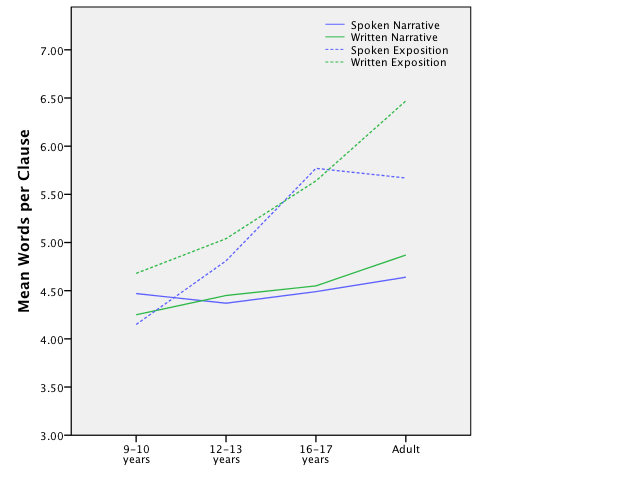 Spoken Narrative
Written Narrative
Spoken Exposition
Written Exposition
7.00
6.50
6.00
5.50
5.00
4.50
4.00
3.50
3.00
Mean Words per Clause
9–10
years
12–13
years
16–17
years
Adult